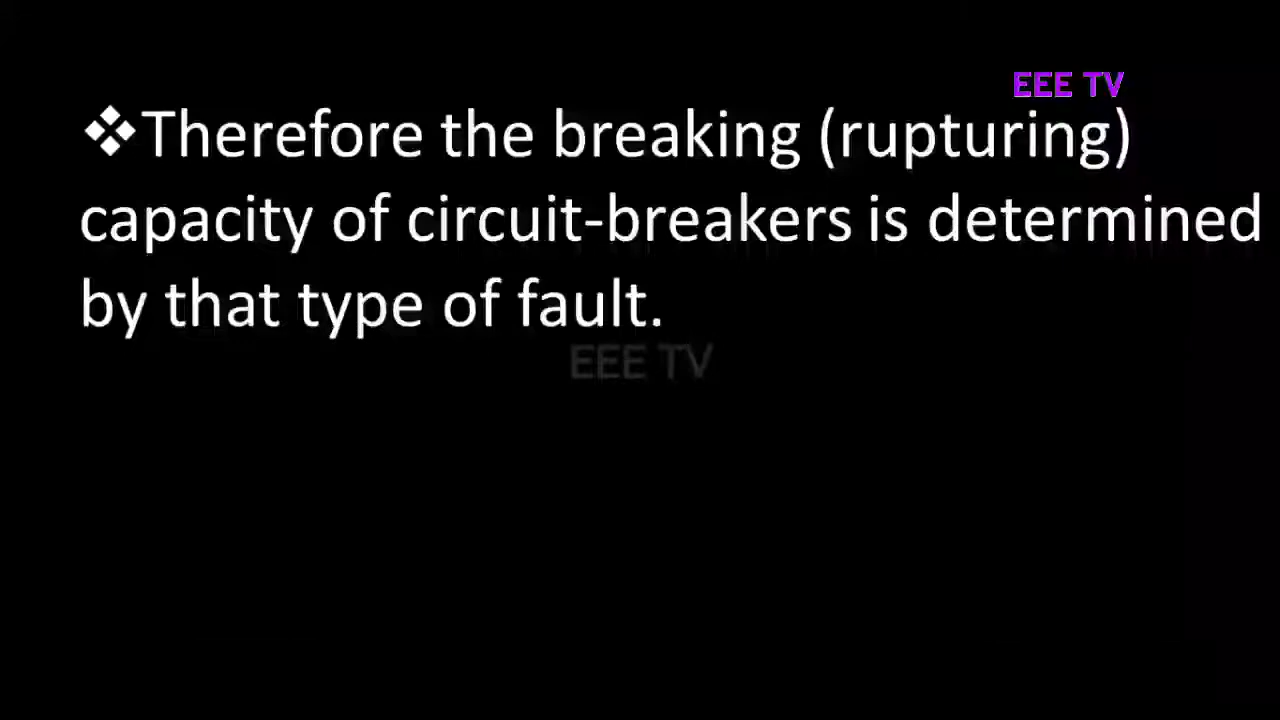 EEE TV
❖Therefore the breaking (rupturing)
capacity of circuit-breakers is determined
by that type of fault.
EEE TV